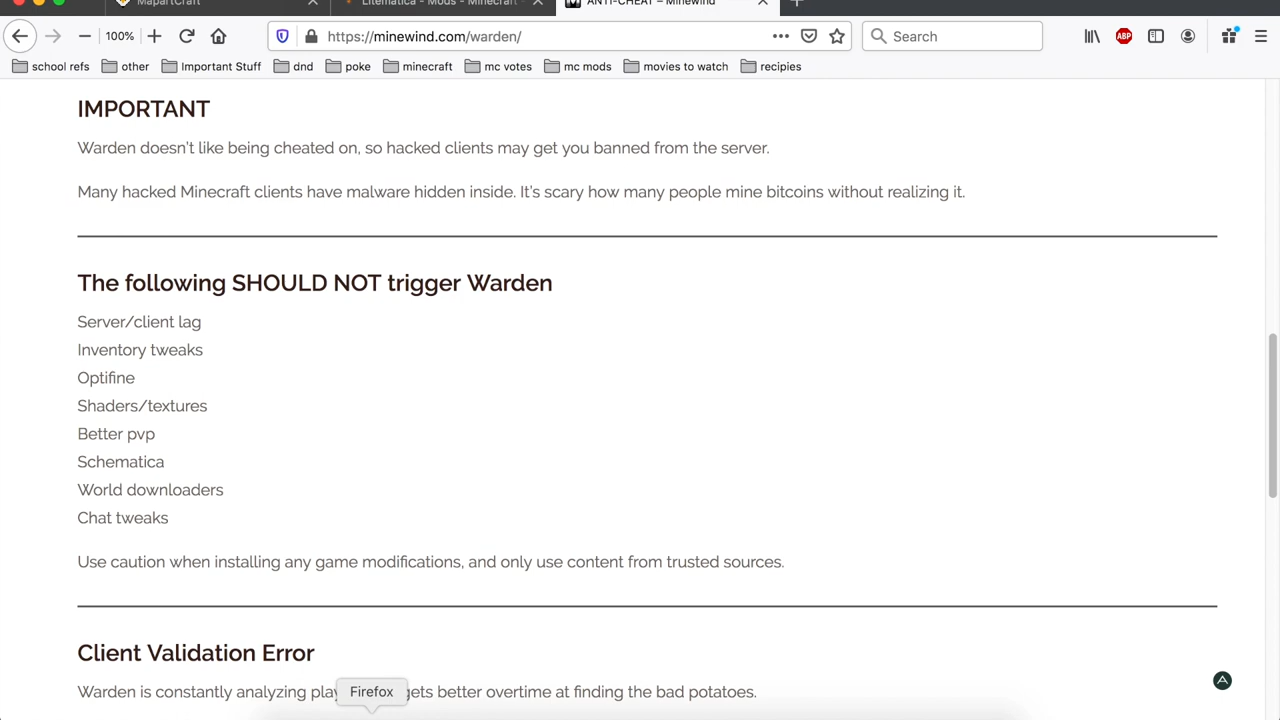 MapartCraft
Litematica - Mods - Minecraft
ANTI-CHEAT – Minewind
100%
https://minewind.com/warden/
Search
ABP
school refs
other
Important Stuff
dnd
poke
minecraft
mc votes
mc mods
movies to watch
recipies
IMPORTANT
Warden doesn't like being cheated on, so hacked clients may get you banned from the server.
Many hacked Minecraft clients have malware hidden inside. It's scary how many people mine bitcoins without realizing it.
The following SHOULD NOT trigger Warden
Server/client lag
Inventory tweaks
Optifine
Shaders/textures
Better pvp
Schematica
World downloaders
Chat tweaks
Use caution when installing any game modifications, and only use content from trusted sources.
Client Validation Error
Warden is constantly analyzing gets better overtime at finding the bad potatoes.
Firefox